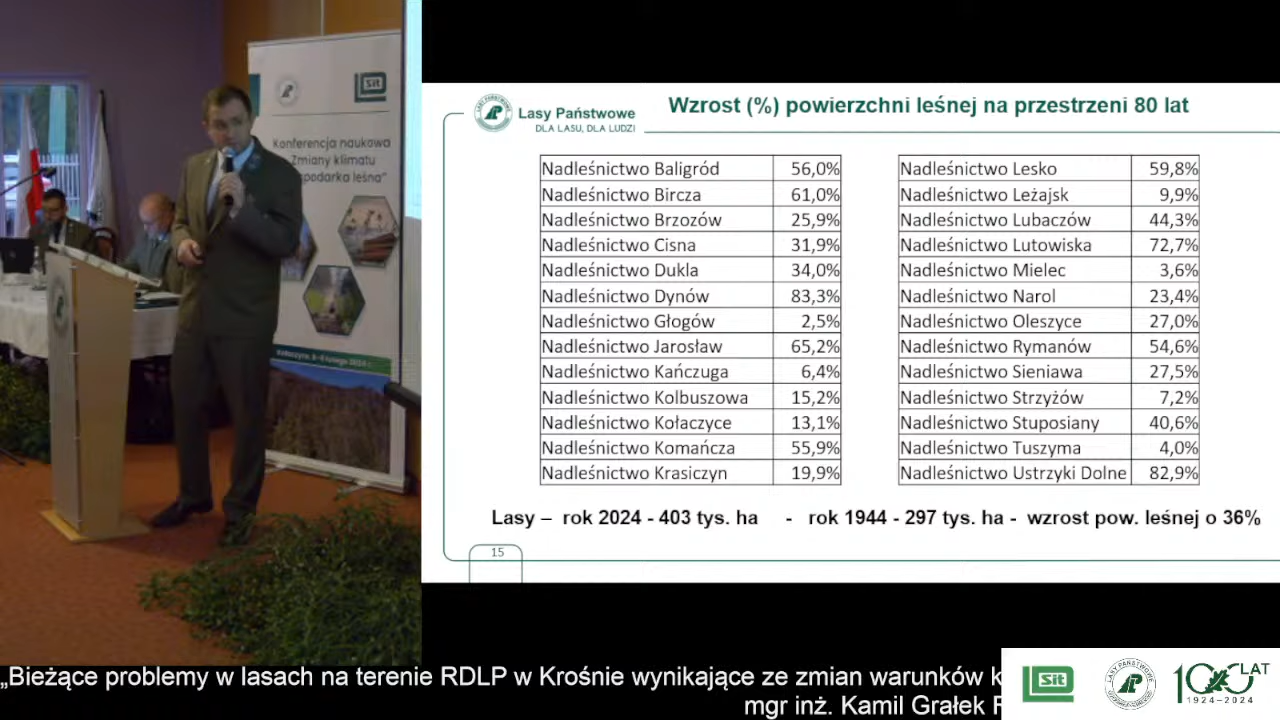 Sit
Konferencja naukowa
Zmiany klimatu
leśna"
LASY PAŃSTWOWE
Lasy Państwowe
DLA LASU, DLA LUDZI
Wzrost (%) powierzchni leśnej na przestrzeni 80 lat
Nadleśnictwo Baligród 56,0%
Nadleśnictwo Bircza 61,0%
Nadleśnictwo Brzozów 25,9%
Nadleśnictwo Cisna 31,9%
Nadleśnictwo Dukla 34,0%
Nadleśnictwo Dynów 83,3%
Nadleśnictwo Głogów 2,5%
Nadleśnictwo Jarosław 65,2%
Nadleśnictwo Kańczuga 6,4%
Nadleśnictwo Kolbuszowa 15,2%
Nadleśnictwo Kołaczyce 13,1%
Nadleśnictwo Komańcza 55,9%
Nadleśnictwo Krasiczyn 19,9%
Nadleśnictwo Lesko 59,8%
Nadleśnictwo Leżajsk 9,9%
Nadleśnictwo Lubaczów 44,3%
Nadleśnictwo Lutowiska 72,7%
Nadleśnictwo Mielec 3,6%
Nadleśnictwo Narol 23,4%
Nadleśnictwo Oleszyce 27,0%
Nadleśnictwo Rymanów 54,6%
Nadleśnictwo Sieniawa 27,5%
Nadleśnictwo Strzyżów 7,2%
Nadleśnictwo Stuposiany 40,6%
Nadleśnictwo Tuszyma 4,0%
Nadleśnictwo Ustrzyki Dolne 82,9%
Lasy – rok 2024 - 403 tys. ha - rok 1944 - 297 tys. ha - wzrost pow. leśnej o 36%
15
„Bieżące problemy w lasach na terenie RDLP w Krośnie wynikające ze zmian warunków k
mgr inż. Kamil Grałek
Sit
LASY PAŃSTWOWE
100 LAT
1924-2024